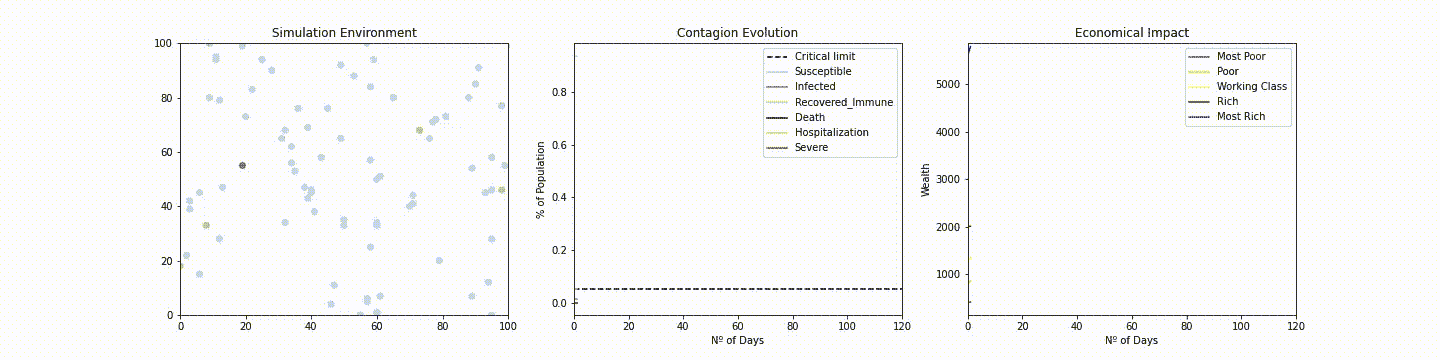 Simulation Environment
100
80
60
40
20
0
0 20 40 60 80 100
Contagion Evolution
% of Population
0.8
0.6
0.4
0.2
0.0
0 20 40 60 80 100 120
Nº of Days
Critical limit
Susceptible
Infected
Recovered_Immune
Death
Hospitalization
Severe
Economical Impact
Wealth
5000
4000
3000
2000
1000
0 20 40 60 80 100 120
Nº of Days
Most Poor
Poor
Working Class
Rich
Most Rich